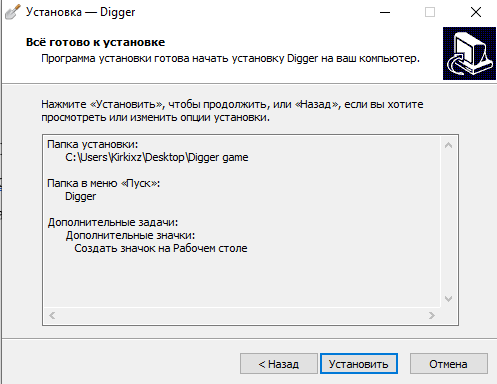 Установка — Digger
Всё готово к установке
Программа установки готова начать установку Digger на ваш компьютер.
Нажмите «Установить», чтобы продолжить, или «Назад», если вы хотите
просмотреть или изменить опции установки.
Папка установки:
C:\Users\Kirkixz\Desktop\Digger game
Папка в меню «Пуск»:
Digger
Дополнительные задачи:
Дополнительные значки:
Создать значок на Рабочем столе
< Назад
Установить
Отмена